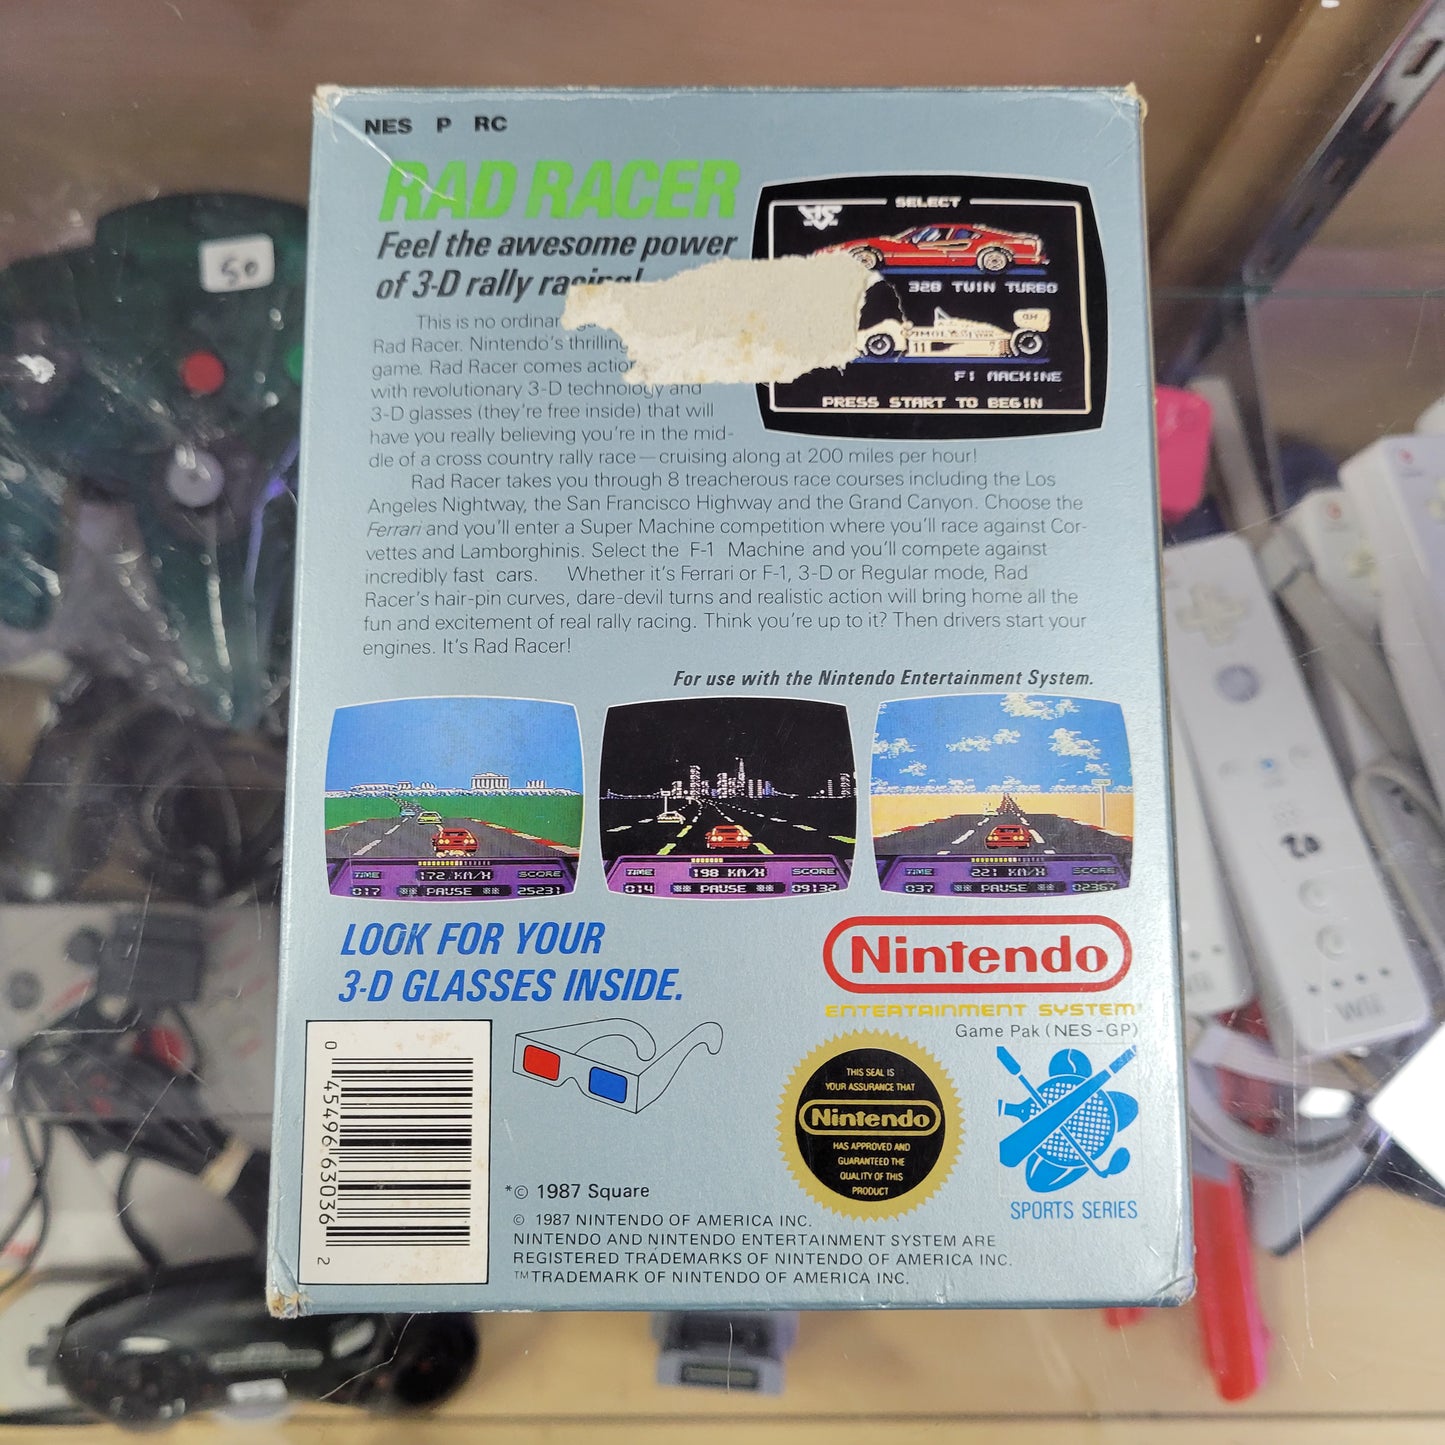 NES P RC
RAD RACER
Feel the awesome power
of 3-D rally racing!
This is no ordinar
Rad Racer. Nintendo's thrilling
game. Rad Racer comes action
with revolutionary 3-D technology and
3-D glasses (they're free inside) that will
have you really believing you're in the mid-
dle of a cross country rally race—cruising along at 200 miles per hour!
Rad Racer takes you through 8 treacherous race courses including the Los
Angeles Nightway, the San Francisco Highway and the Grand Canyon. Choose the
Ferrari and you'll enter a Super Machine competition where you'll race against Cor-
vettes and Lamborghinis. Select the F-1 Machine and you'll compete against
incredibly fast cars. Whether it's Ferrari or F-1, 3-D or Regular mode, Rad
Racer's hair-pin curves, dare-devil turns and realistic action will bring home all the
fun and excitement of real rally racing. Think you're up to it? Then drivers start your
engines. It's Rad Racer!
SELECT
328 TWIN TURBO
11
F1 MACHINE
PRESS START TO BEGIN
For use with the Nintendo Entertainment System.
TIME 172 KM/H SCORE
017 ** PAUSE ** 25231
TIME 198 KM/H SCORE
014 ** PAUSE ** 09132
TIME 221 KM/H SCORE
037 ** PAUSE ** 02367
LOOK FOR YOUR
3-D GLASSES INSIDE.
Nintendo
ENTERTAINMENT SYSTEM
Game Pak (NES-GP)
THIS SEAL IS
YOUR ASSURANCE THAT
Nintendo
HAS APPROVED AND
GUARANTEED THE
QUALITY OF THIS
PRODUCT
SPORTS SERIES
0 45496 63036 2
*© 1987 Square
© 1987 NINTENDO OF AMERICA INC.
NINTENDO AND NINTENDO ENTERTAINMENT SYSTEM ARE
REGISTERED TRADEMARKS OF NINTENDO OF AMERICA INC.
™TRADEMARK OF NINTENDO OF AMERICA INC.
50
20
Wii